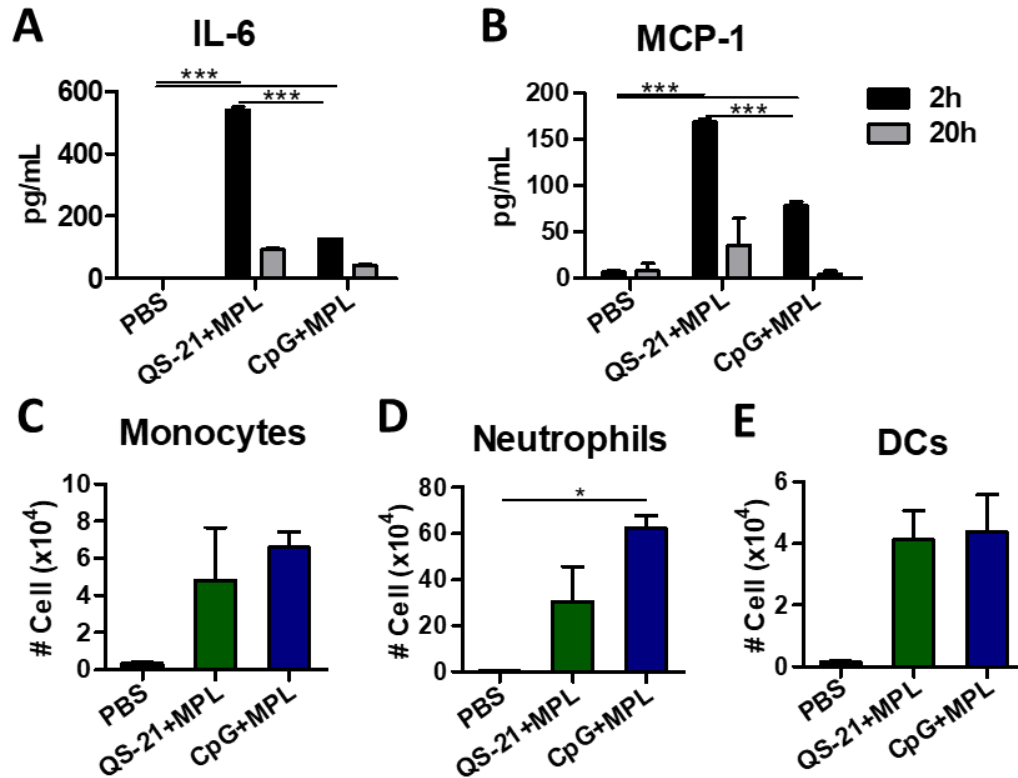 A
IL-6
pg/mL
600
400
200
0
***
***
PBS
QS-21+MPL
CpG+MPL
B
MCP-1
pg/mL
200
150
100
50
0
***
***
PBS
QS-21+MPL
CpG+MPL
2h
20h
C
Monocytes
# Cell (x10⁴)
10
8
6
4
2
0
PBS
QS-21+MPL
CpG+MPL
D
Neutrophils
# Cell (x10⁴)
80
60
40
20
0
*
PBS
QS-21+MPL
CpG+MPL
E
DCs
# Cell (x10⁴)
6
4
2
0
PBS
QS-21+MPL
CpG+MPL